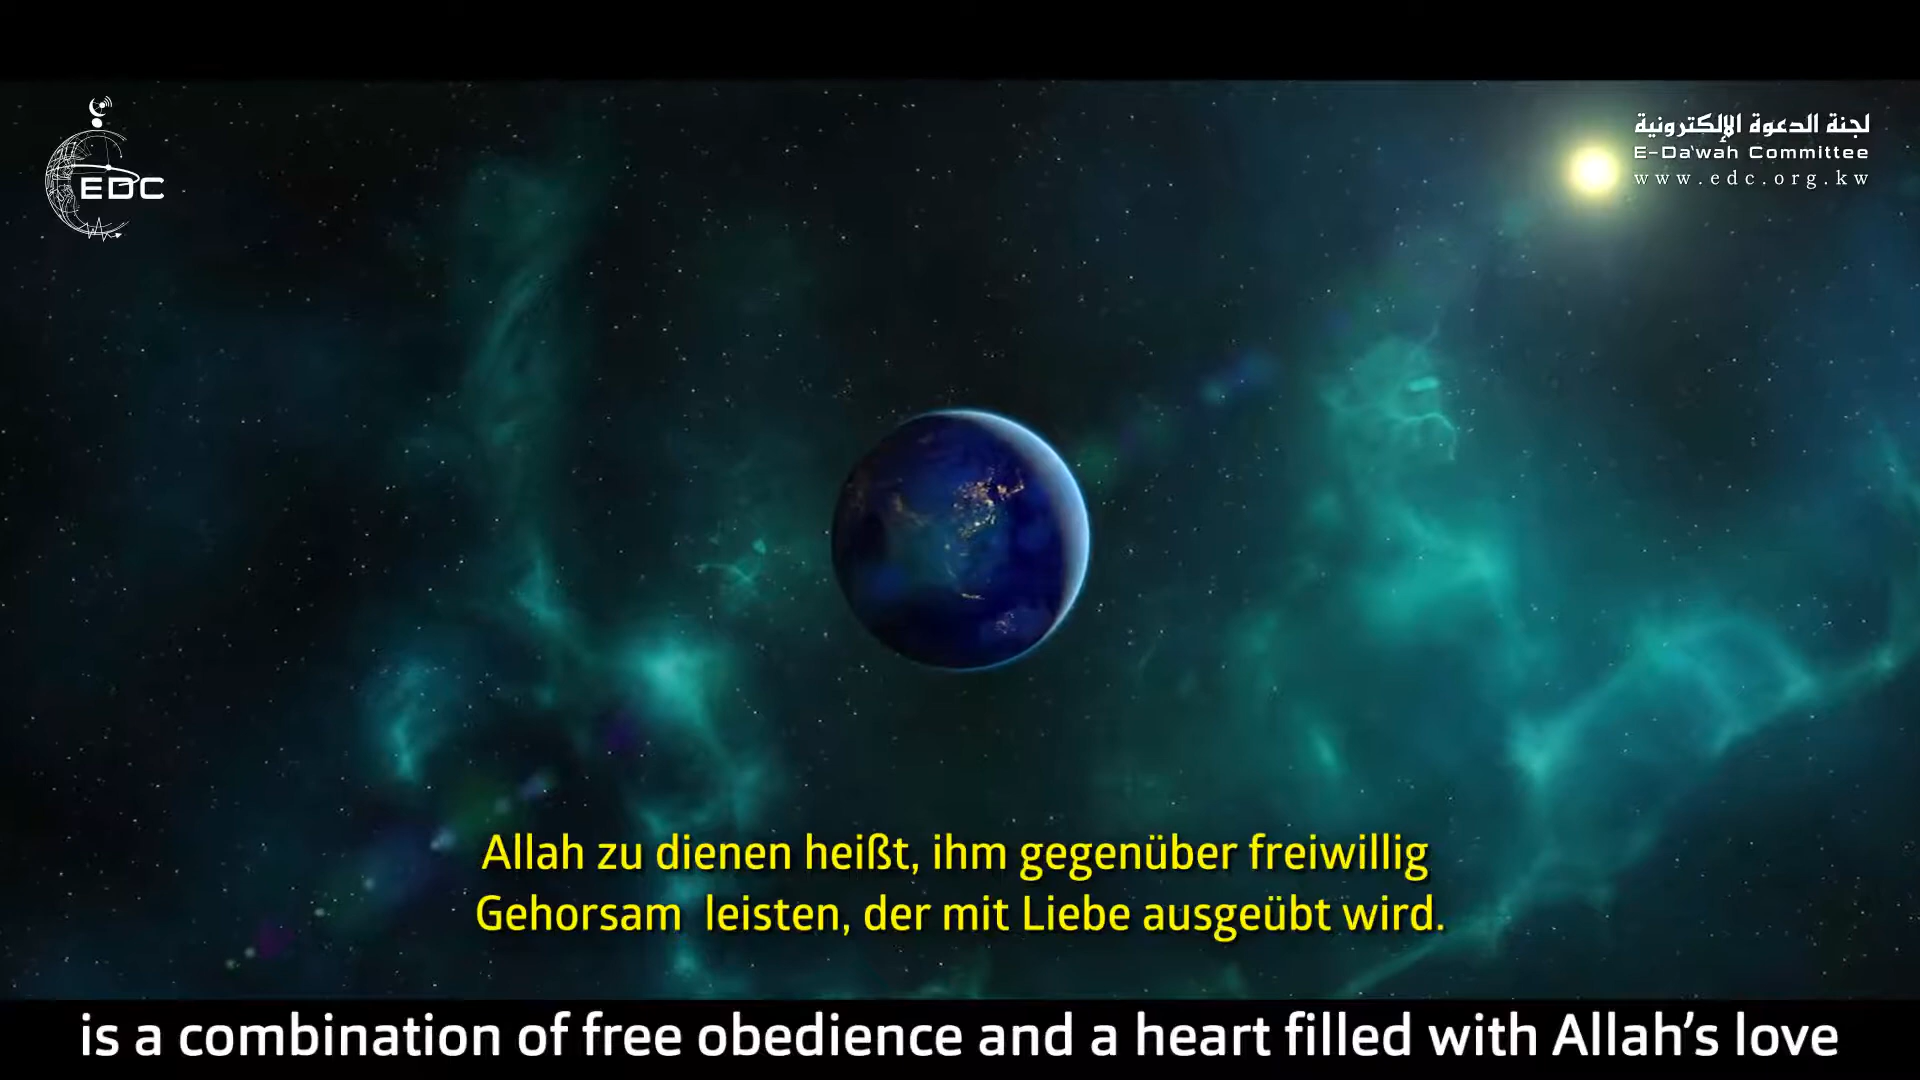 EDC
لجنة الدعوة الإلكترونية
E-Da'wah Committee
www.edc.org.kw
Allah zu dienen heißt, ihm gegenüber freiwillig
Gehorsam leisten, der mit Liebe ausgeübt wird.
is a combination of free obedience and a heart filled with Allah's love